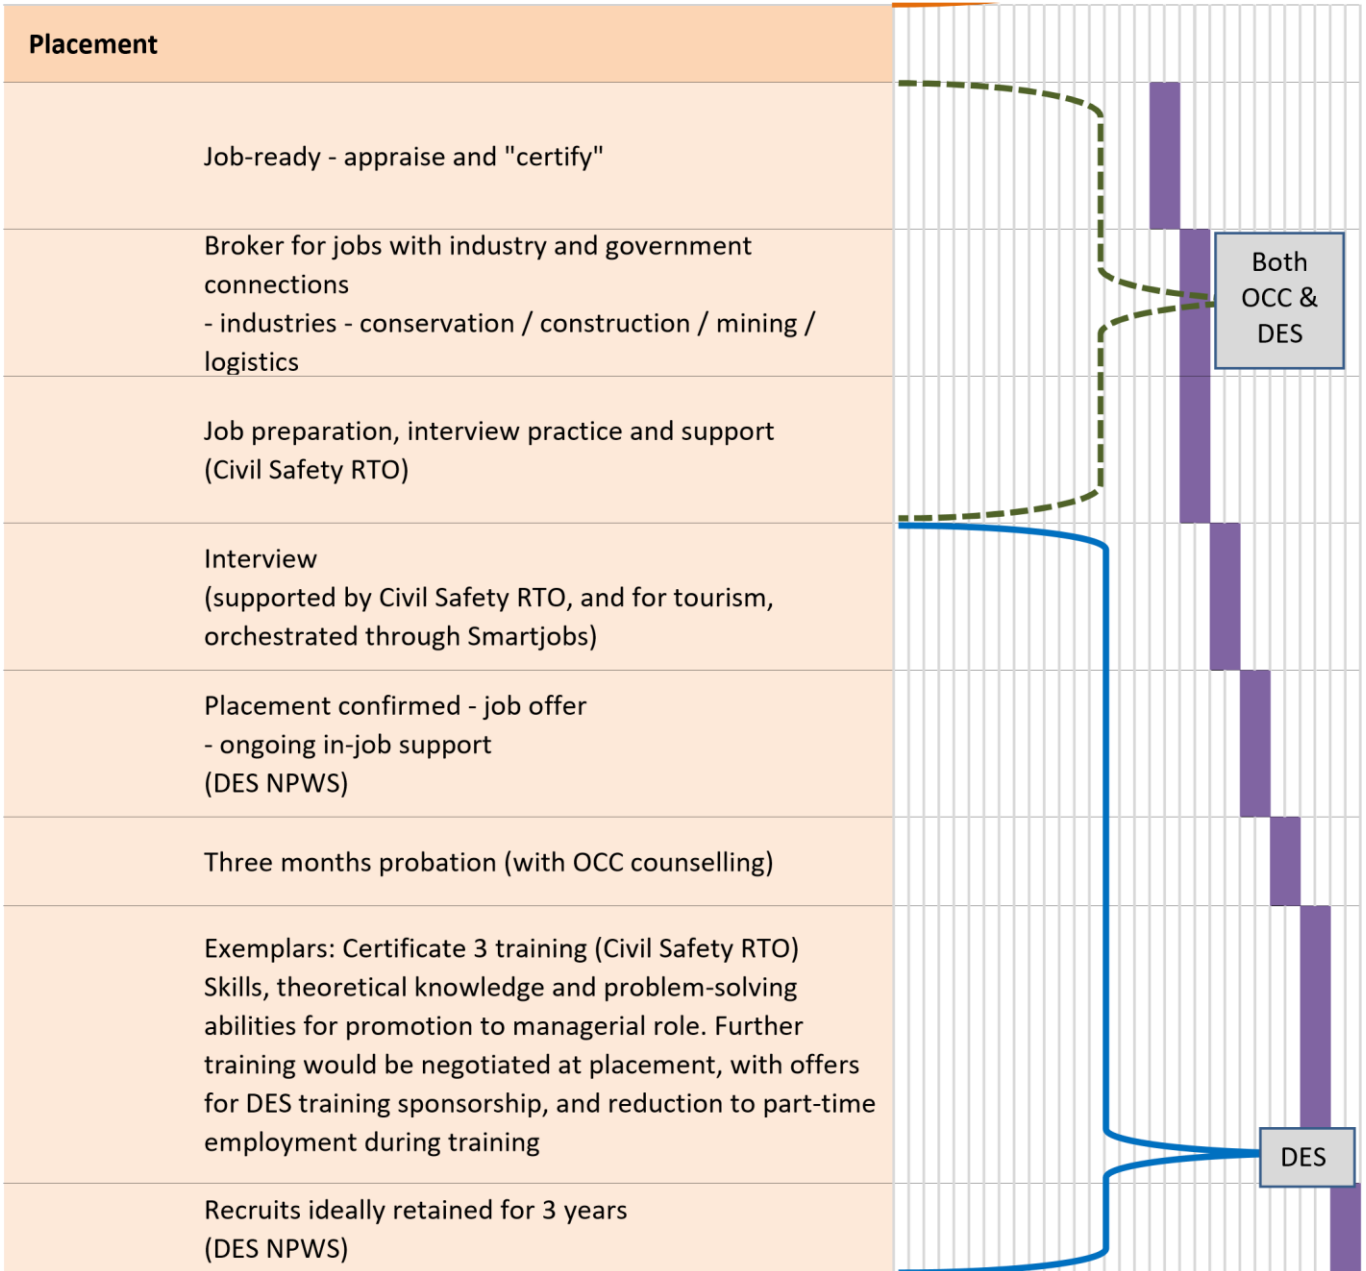 Placement
Job-ready - appraise and "certify"
Broker for jobs with industry and government
connections
- industries - conservation / construction / mining /
logistics
Both
OCC &
DES
Job preparation, interview practice and support
(Civil Safety RTO)
Interview
(supported by Civil Safety RTO, and for tourism,
orchestrated through Smartjobs)
Placement confirmed - job offer
- ongoing in-job support
(DES NPWS)
Three months probation (with OCC counselling)
Exemplars: Certificate 3 training (Civil Safety RTO)
Skills, theoretical knowledge and problem-solving
abilities for promotion to managerial role. Further
training would be negotiated at placement, with offers
for DES training sponsorship, and reduction to part-time
employment during training
DES
Recruits ideally retained for 3 years
(DES NPWS)